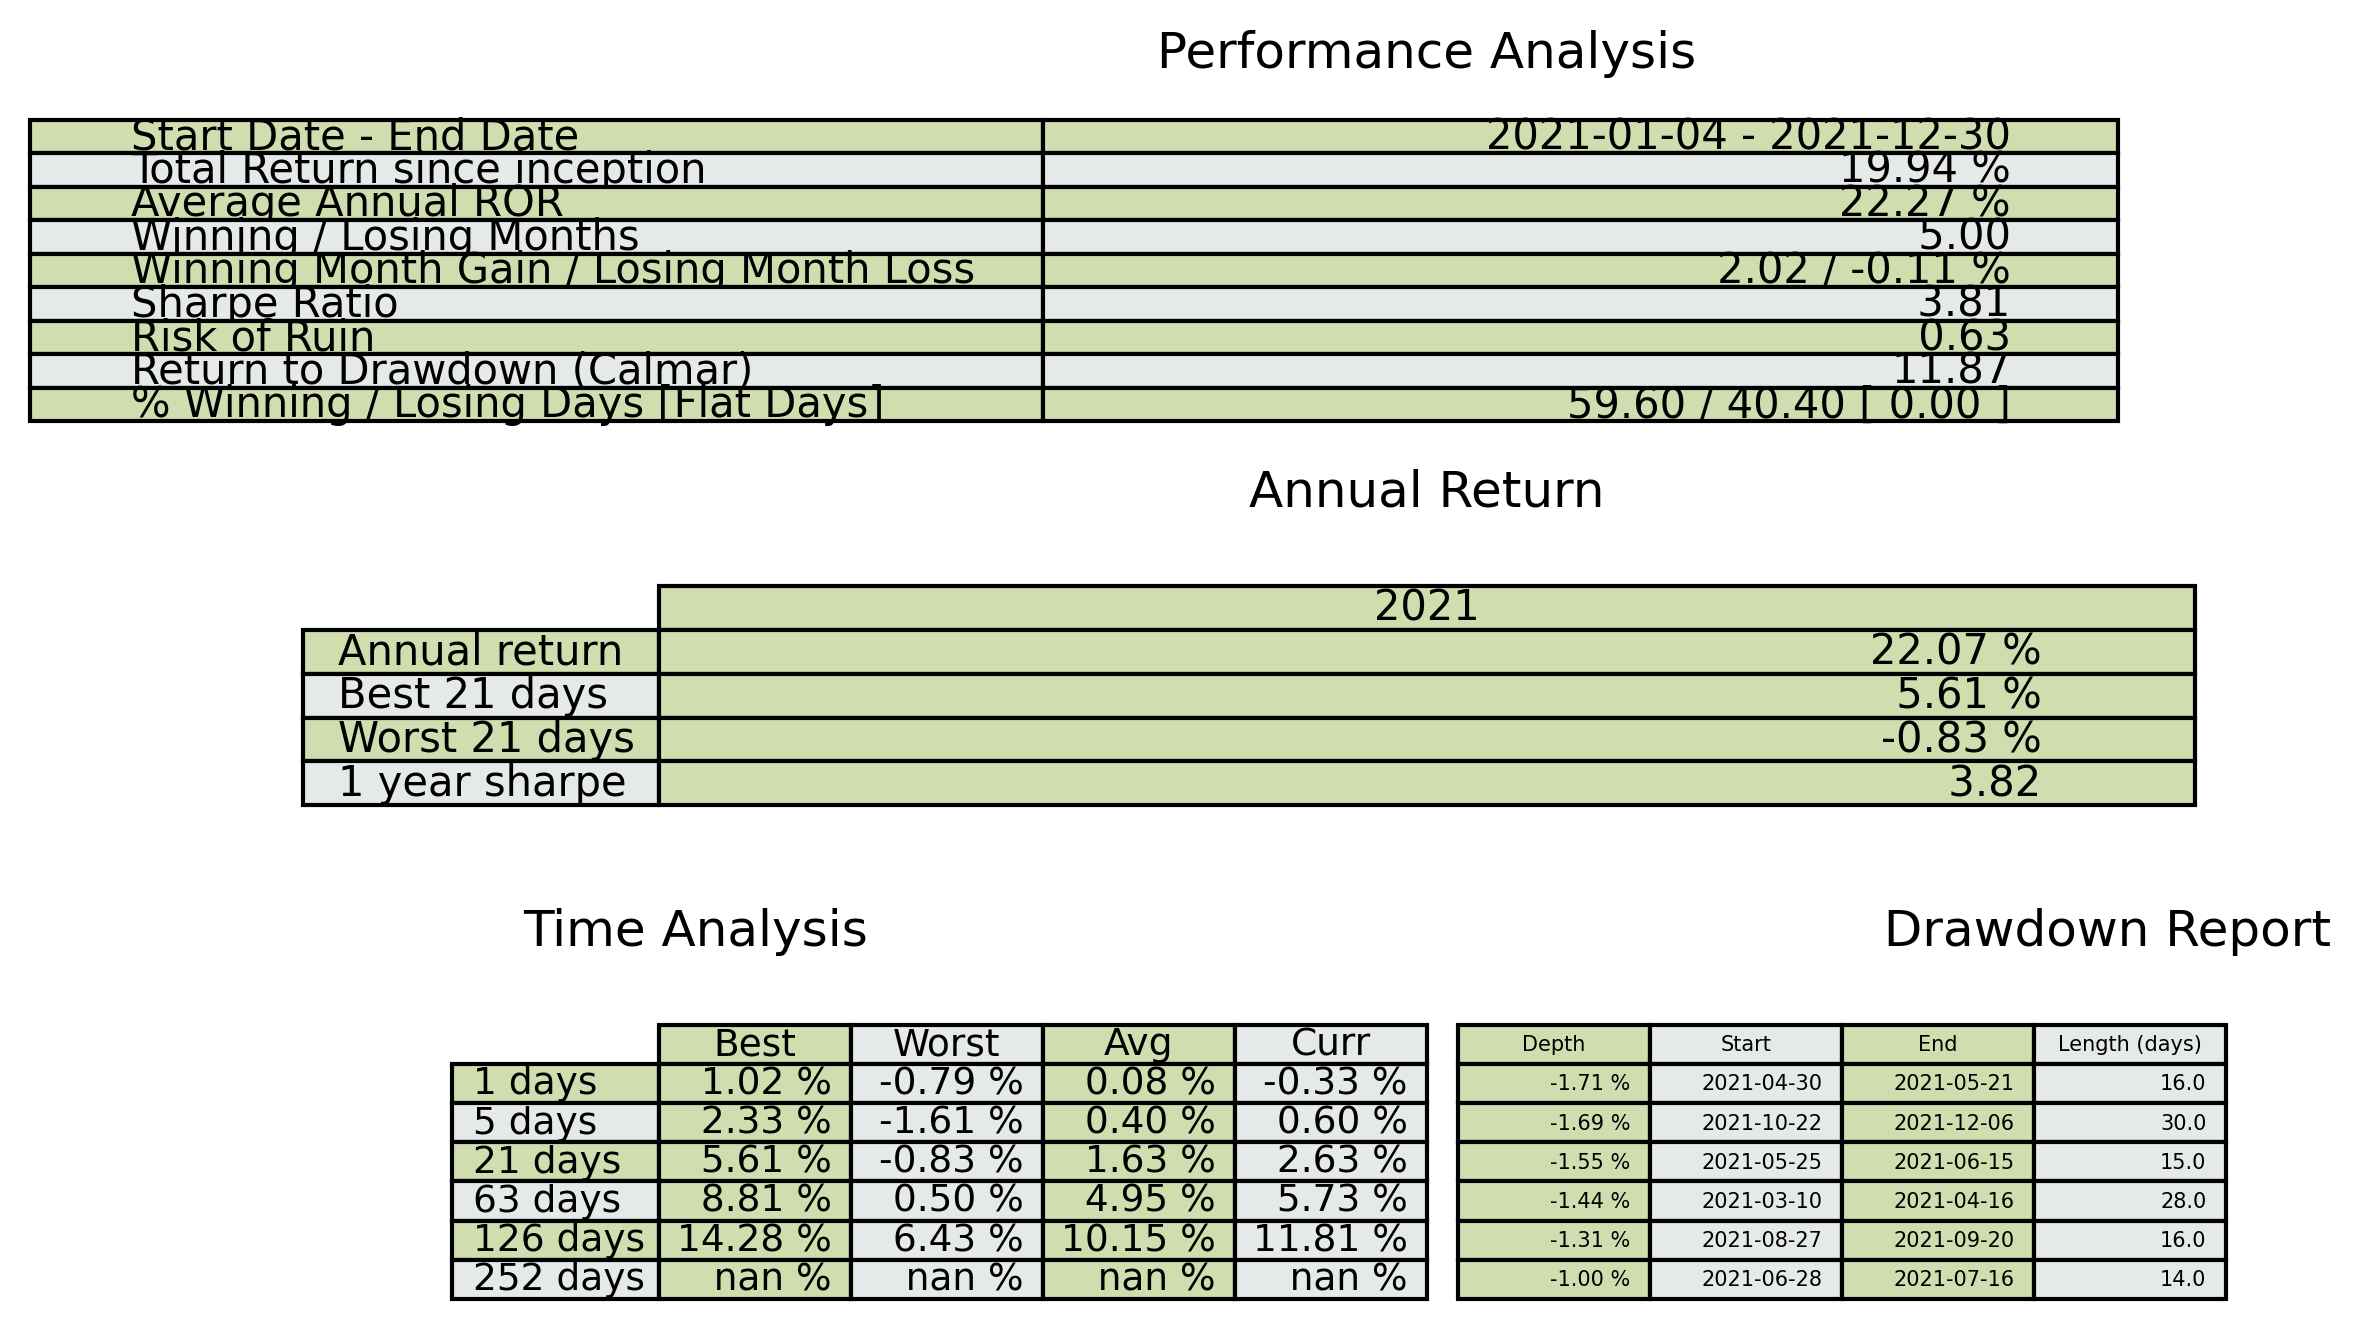 Performance Analysis
Start Date - End Date 2021-01-04 - 2021-12-30
Total Return since inception 19.94 %
Average Annual ROR 22.27 %
Winning / Losing Months 5.00
Winning Month Gain / Losing Month Loss 2.02 / -0.11 %
Sharpe Ratio 3.81
Risk of Ruin 0.63
Return to Drawdown (Calmar) 11.87
% Winning / Losing Days [Flat Days] 59.60 / 40.40 [ 0.00 ]
Annual Return
2021
Annual return 22.07 %
Best 21 days 5.61 %
Worst 21 days -0.83 %
1 year sharpe 3.82
Time Analysis
Best Worst Avg Curr
1 days 1.02 % -0.79 % 0.08 % -0.33 %
5 days 2.33 % -1.61 % 0.40 % 0.60 %
21 days 5.61 % -0.83 % 1.63 % 2.63 %
63 days 8.81 % 0.50 % 4.95 % 5.73 %
126 days 14.28 % 6.43 % 10.15 % 11.81 %
252 days nan % nan % nan % nan %
Drawdown Report
Depth Start End Length (days)
-1.71 % 2021-04-30 2021-05-21 16.0
-1.69 % 2021-10-22 2021-12-06 30.0
-1.55 % 2021-05-25 2021-06-15 15.0
-1.44 % 2021-03-10 2021-04-16 28.0
-1.31 % 2021-08-27 2021-09-20 16.0
-1.00 % 2021-06-28 2021-07-16 14.0